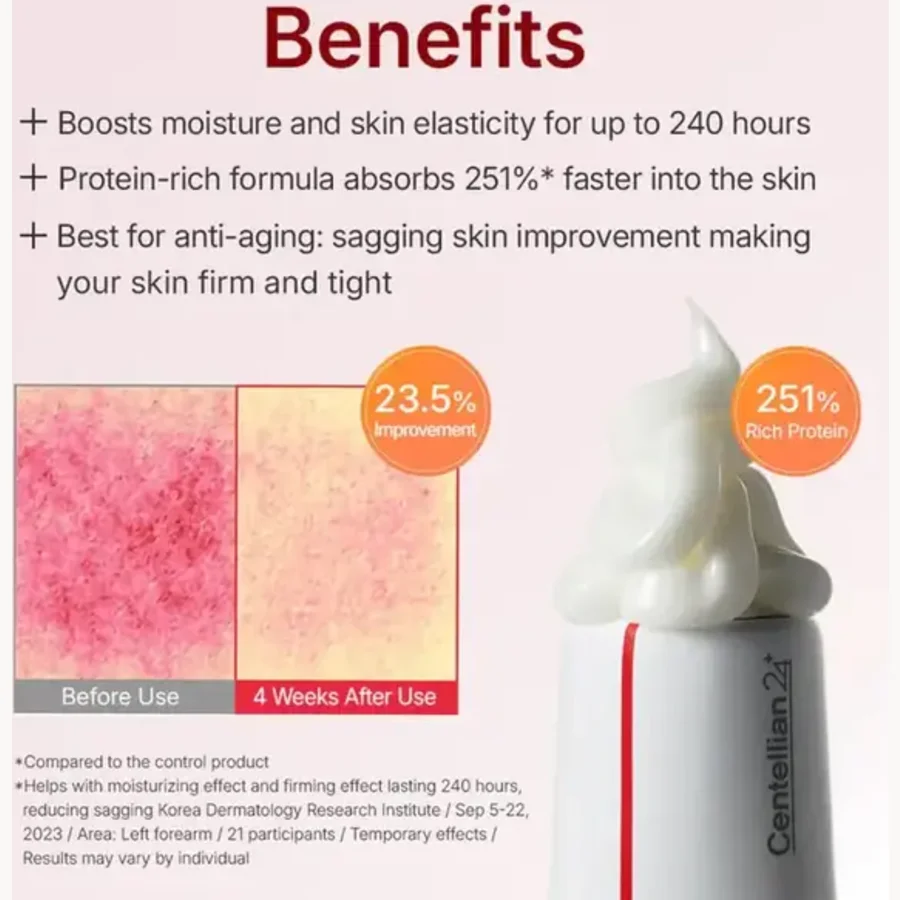 Benefits
+ Boosts moisture and skin elasticity for up to 240 hours
+ Protein-rich formula absorbs 251%* faster into the skin
+ Best for anti-aging: sagging skin improvement making
your skin firm and tight
23.5%
Improvement
251%
Rich Protein
Before Use
4 Weeks After Use
Centellian24+
*Compared to the control product
*Helps with moisturizing effect and firming effect lasting 240 hours,
reducing sagging Korea Dermatology Research Institute / Sep 5-22,
2023 / Area: Left forearm / 21 participants / Temporary effects /
Results may vary by individual